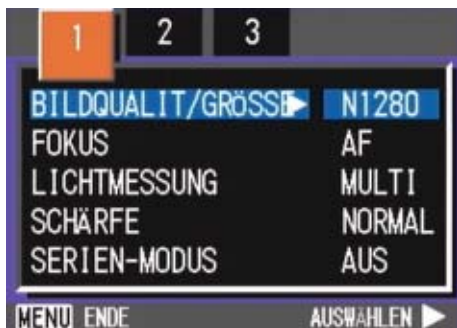 1 2 3
BILDQUALIT/GRÖSSE N1280
FOKUS AF
LICHTMESSUNG MULTI
SCHÄRFE NORMAL
SERIEN-MODUS AUS
MENU ENDE AUSWÄHLEN